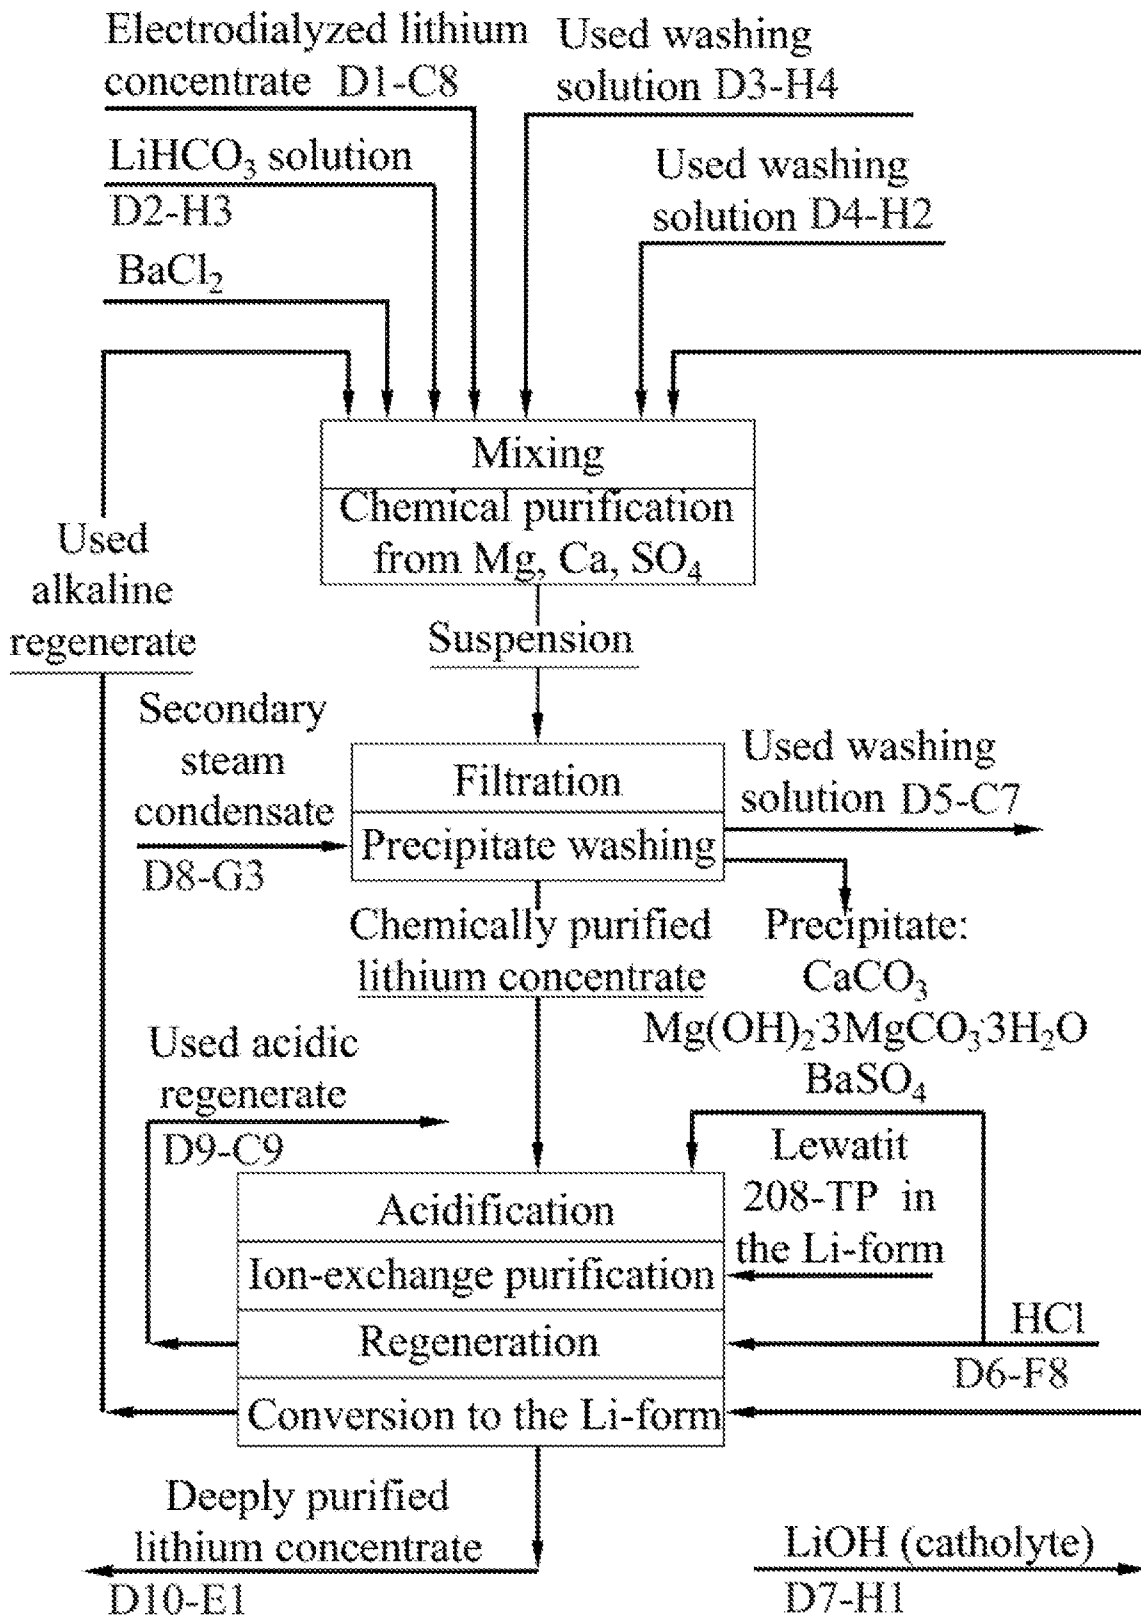 Electrodialyzed lithium
concentrate D1-C8
Used washing
solution D3-H4
LiHCO₃ solution
D2-H3
Used washing
solution D4-H2
BaCl₂
Mixing
Chemical purification
from Mg, Ca, SO₄
Used
alkaline
regenerate
Suspension
Secondary
steam
condensate
D8-G3
Filtration
Precipitate washing
Used washing
solution D5-C7
Chemically purified
lithium concentrate
Precipitate:
CaCO₃
Mg(OH)₂·3MgCO₃·3H₂O
BaSO₄
Used acidic
regenerate
D9-C9
Lewatit
208-TP in
the Li-form
Acidification
Ion-exchange purification
Regeneration
Conversion to the Li-form
HCl
D6-F8
Deeply purified
lithium concentrate
D10-E1
LiOH (catholyte)
D7-H1